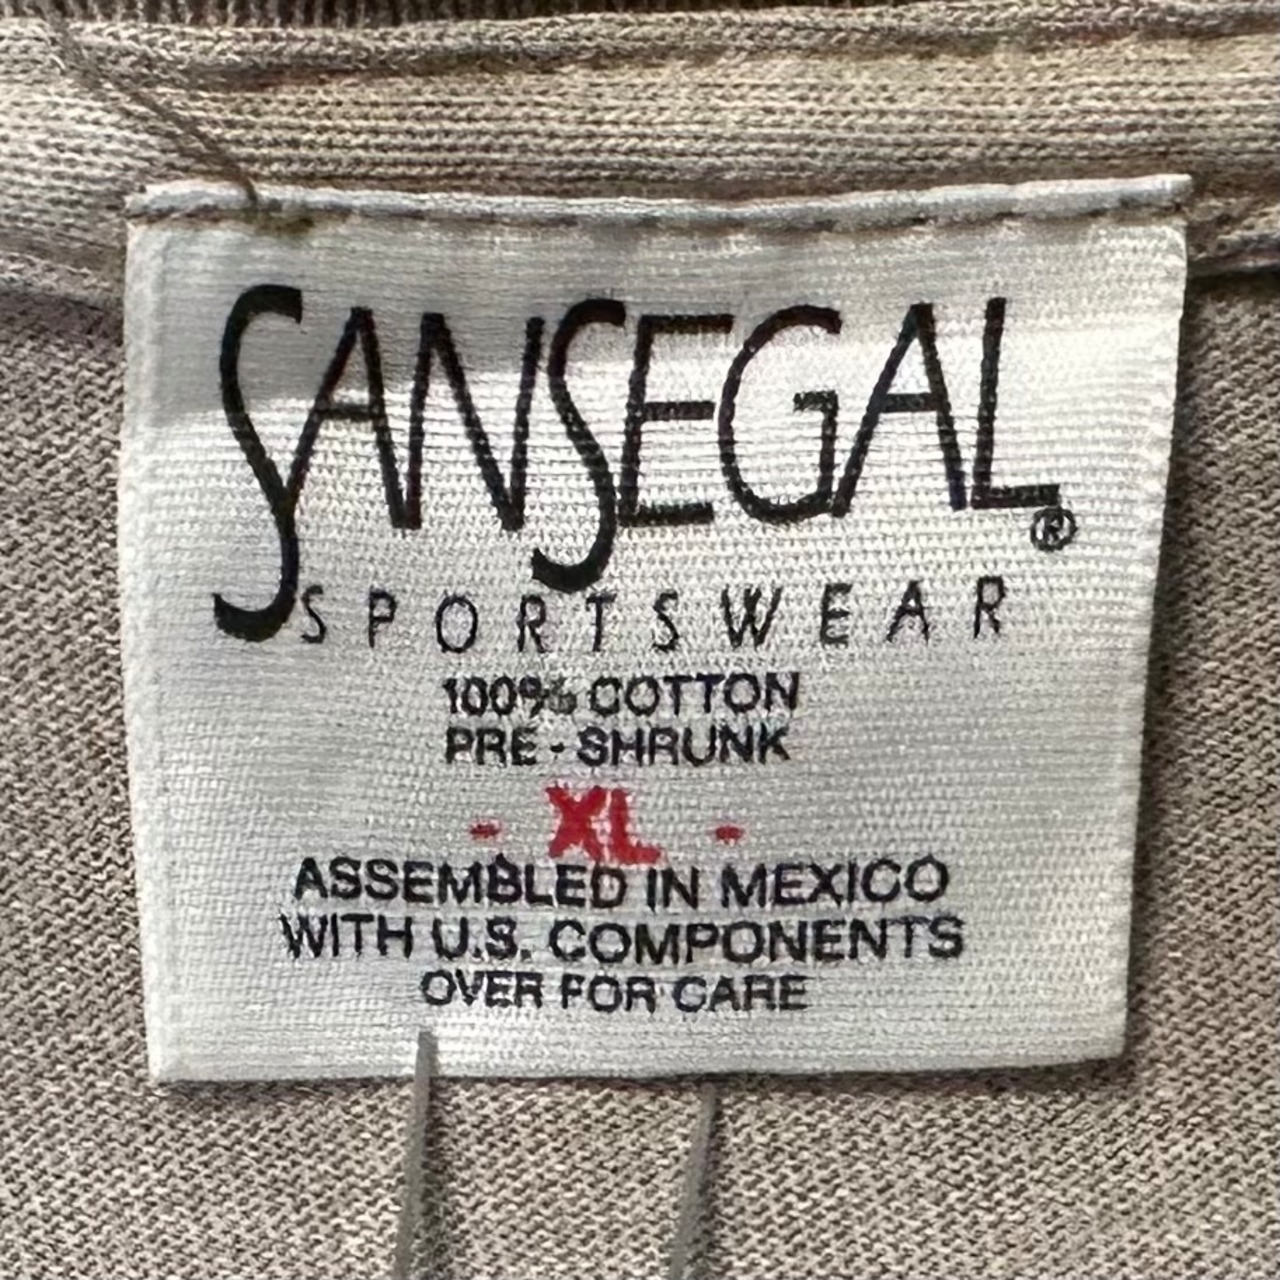 SANSEGAL®
SPORTSWEAR
100% COTTON
PRE - SHRUNK
- XL -
ASSEMBLED IN MEXICO
WITH U.S. COMPONENTS
OVER FOR CARE